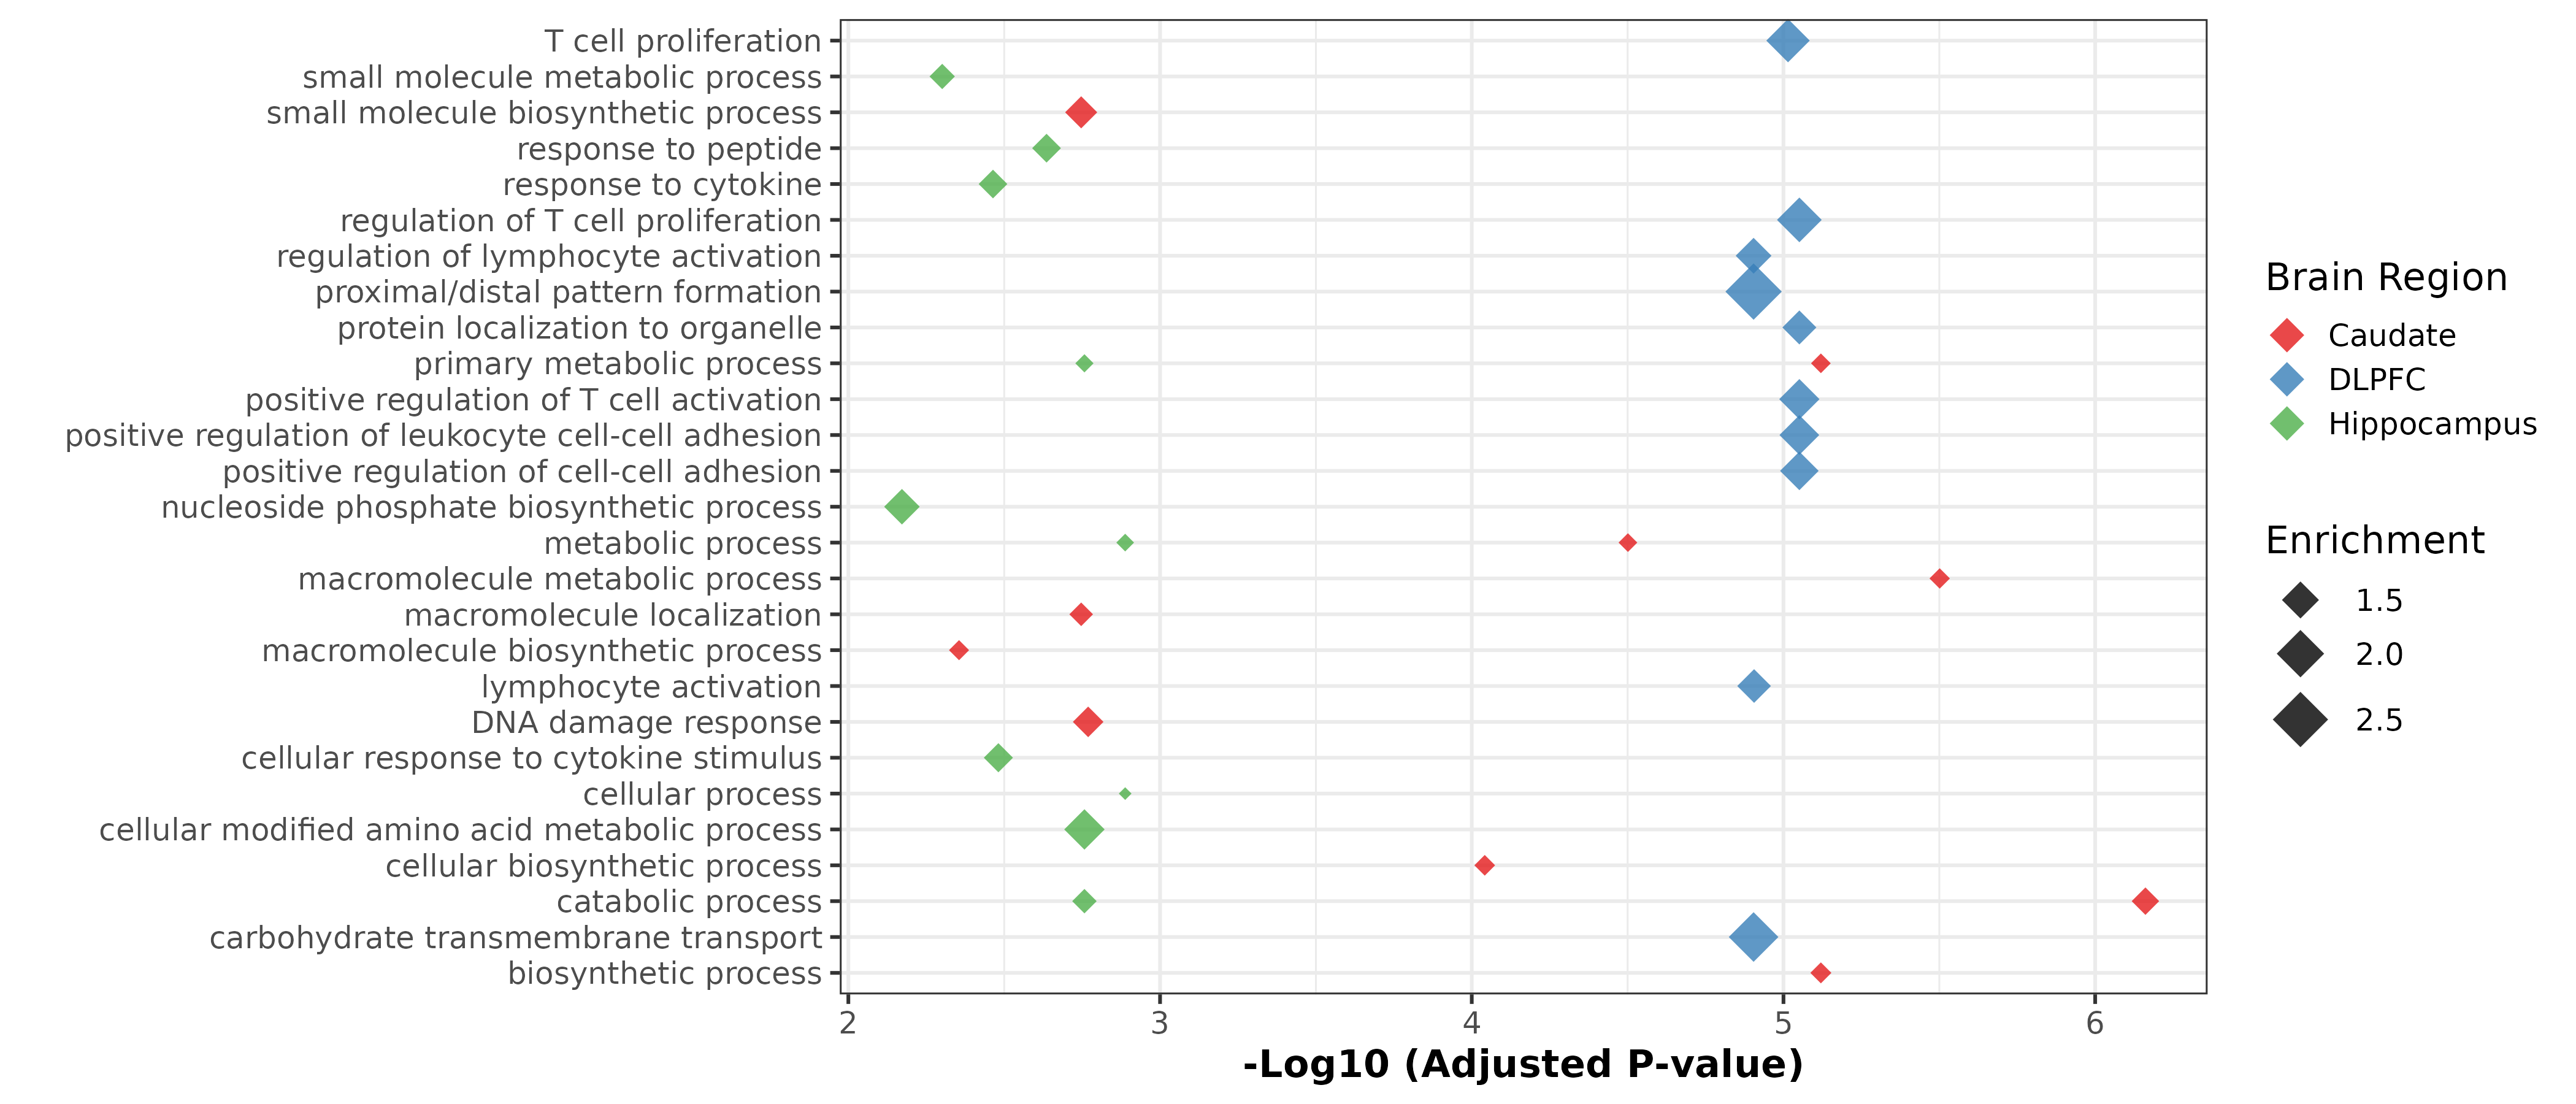 T cell proliferation
small molecule metabolic process
small molecule biosynthetic process
response to peptide
response to cytokine
regulation of T cell proliferation
regulation of lymphocyte activation
proximal/distal pattern formation
protein localization to organelle
primary metabolic process
positive regulation of T cell activation
positive regulation of leukocyte cell-cell adhesion
positive regulation of cell-cell adhesion
nucleoside phosphate biosynthetic process
metabolic process
macromolecule metabolic process
macromolecule localization
macromolecule biosynthetic process
lymphocyte activation
DNA damage response
cellular response to cytokine stimulus
cellular process
cellular modified amino acid metabolic process
cellular biosynthetic process
catabolic process
carbohydrate transmembrane transport
biosynthetic process
2 3 4 5 6
-Log10 (Adjusted P-value)
Brain Region
Caudate
DLPFC
Hippocampus
Enrichment
1.5
2.0
2.5